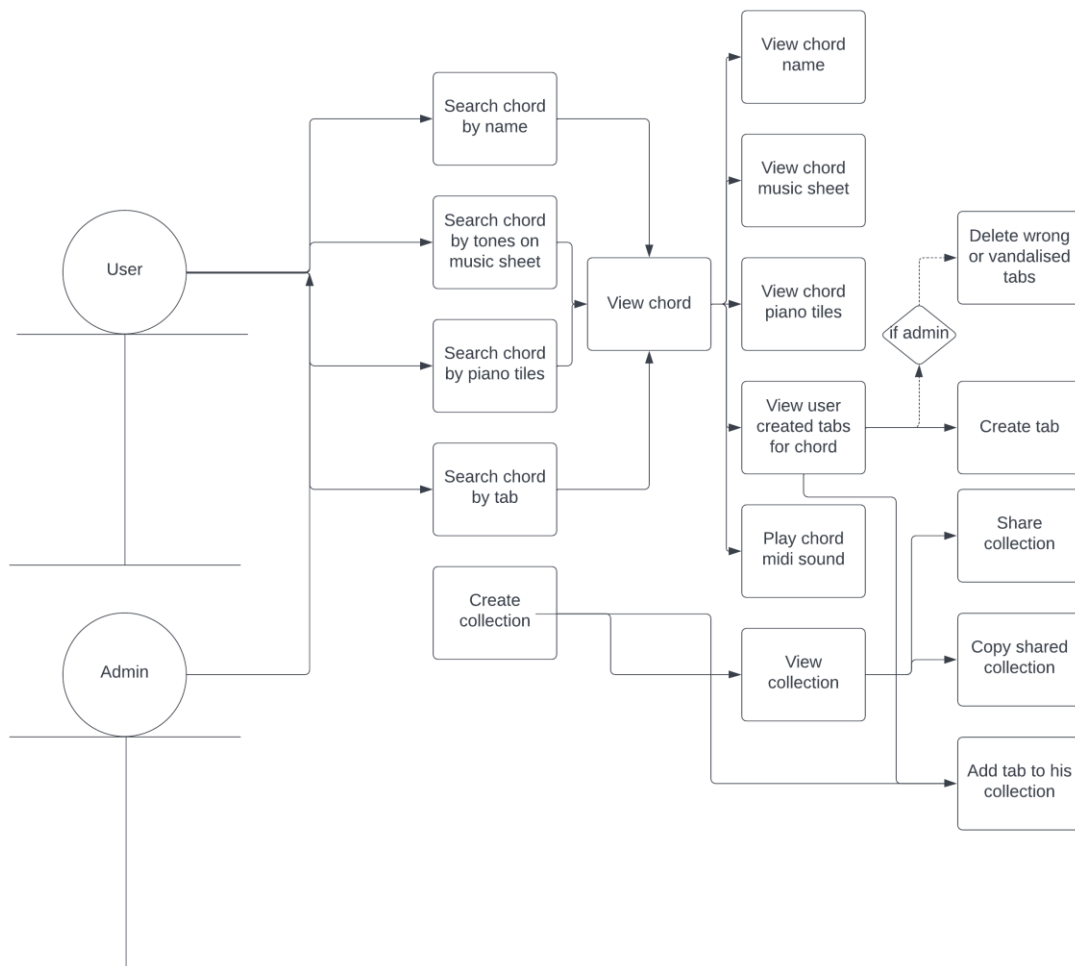 User
Admin
Search chord
by name
Search chord
by tones on
music sheet
Search chord
by piano tiles
Search chord
by tab
Create
collection
View chord
View chord
name
View chord
music sheet
View chord
piano tiles
View user
created tabs
for chord
Play chord
midi sound
View
collection
if admin
Delete wrong
or vandalised
tabs
Create tab
Share
collection
Copy shared
collection
Add tab to his
collection